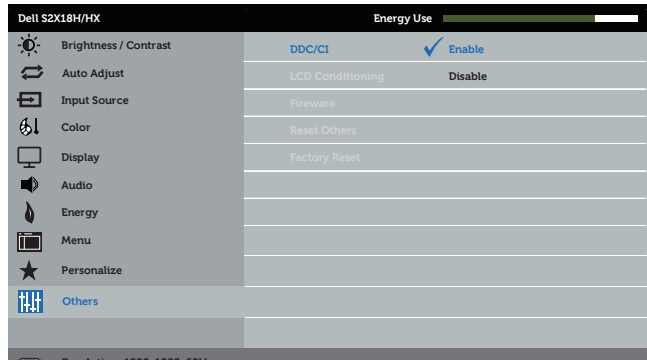 Dell S2X18H/HX Energy Use
Brightness / Contrast
DDC/CI Enable
Auto Adjust
LCD Conditioning Disable
Input Source
Fireware
Color
Reset Others
Display
Factory Reset
Audio
Energy
Menu
Personalize
Others